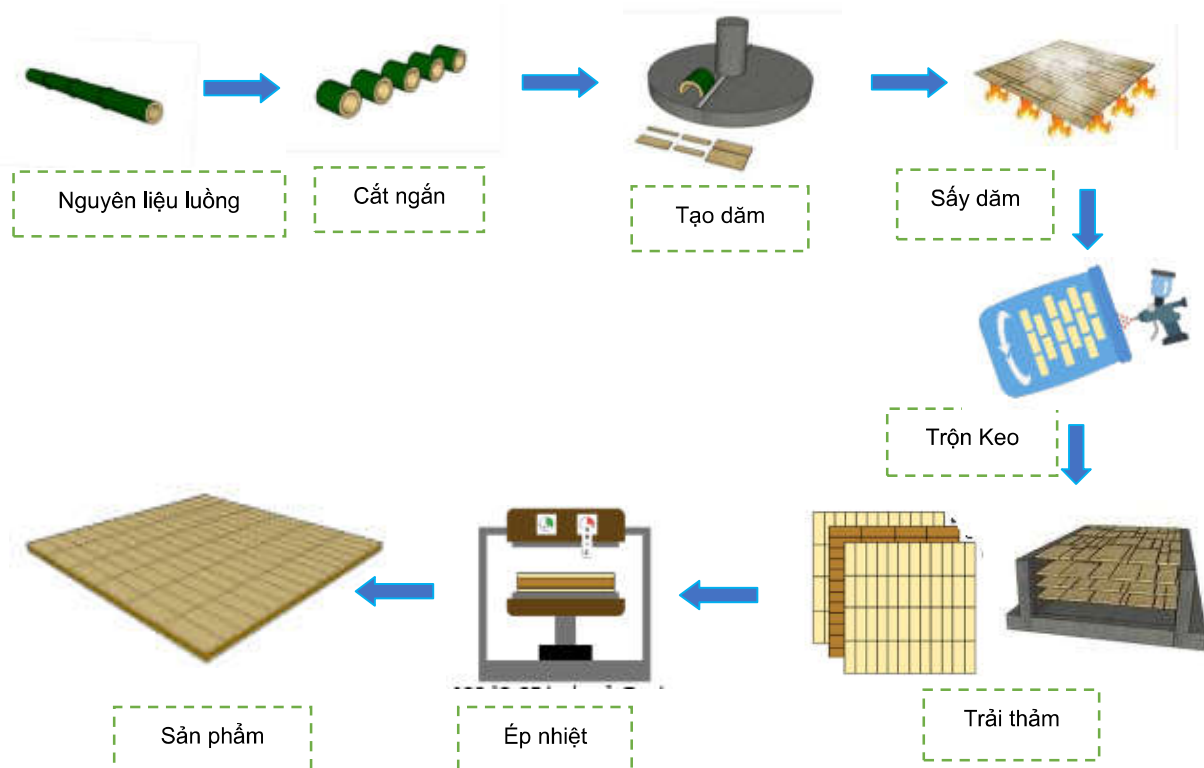 Nguyên liệu luồng
Cắt ngắn
Tạo dăm
Sấy dăm
Trộn Keo
Trải thảm
Ép nhiệt
Sản phẩm